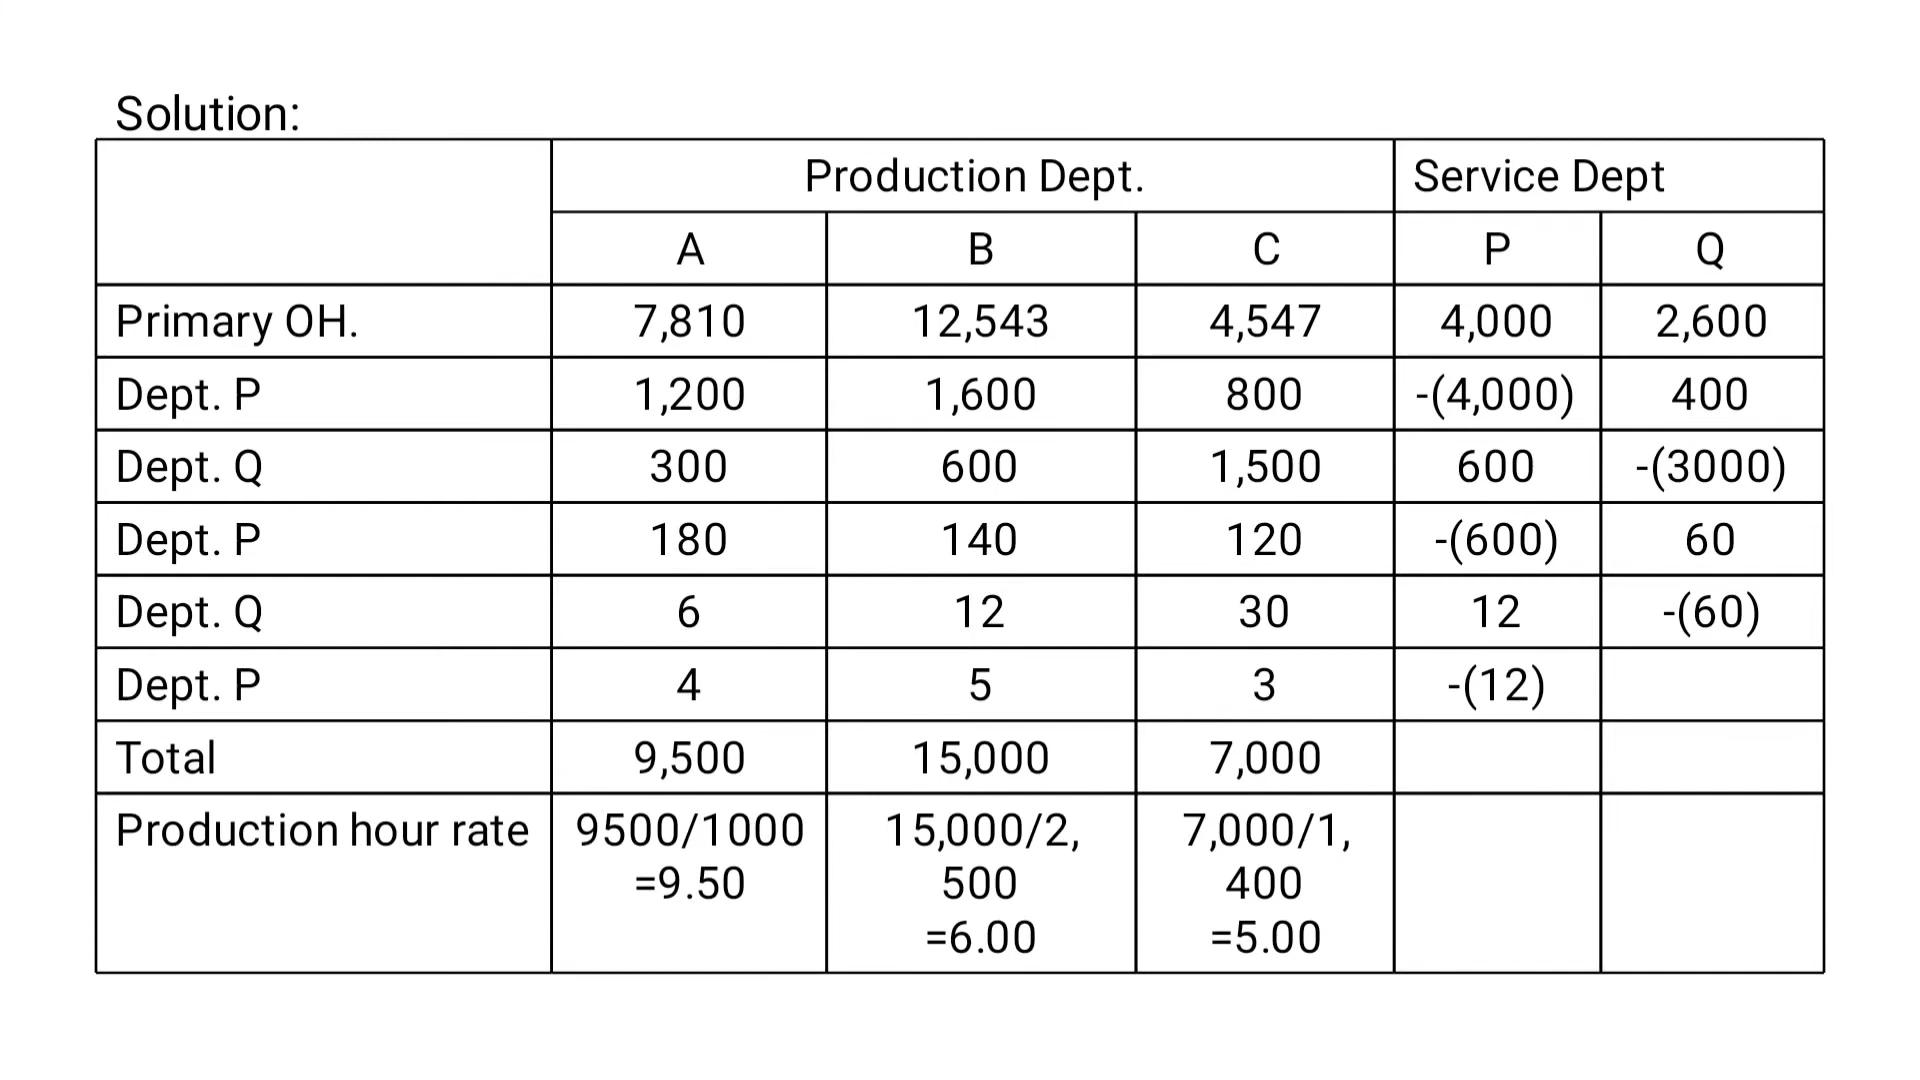 Solution:
Production Dept. Service Dept
A B C P Q
Primary OH. 7,810 12,543 4,547 4,000 2,600
Dept. P 1,200 1,600 800 -(4,000) 400
Dept. Q 300 600 1,500 600 -(3000)
Dept. P 180 140 120 -(600) 60
Dept. Q 6 12 30 12 -(60)
Dept. P 4 5 3 -(12)
Total 9,500 15,000 7,000
Production hour rate 9500/1000 15,000/2, 7,000/1,
=9.50 500 400
=6.00 =5.00